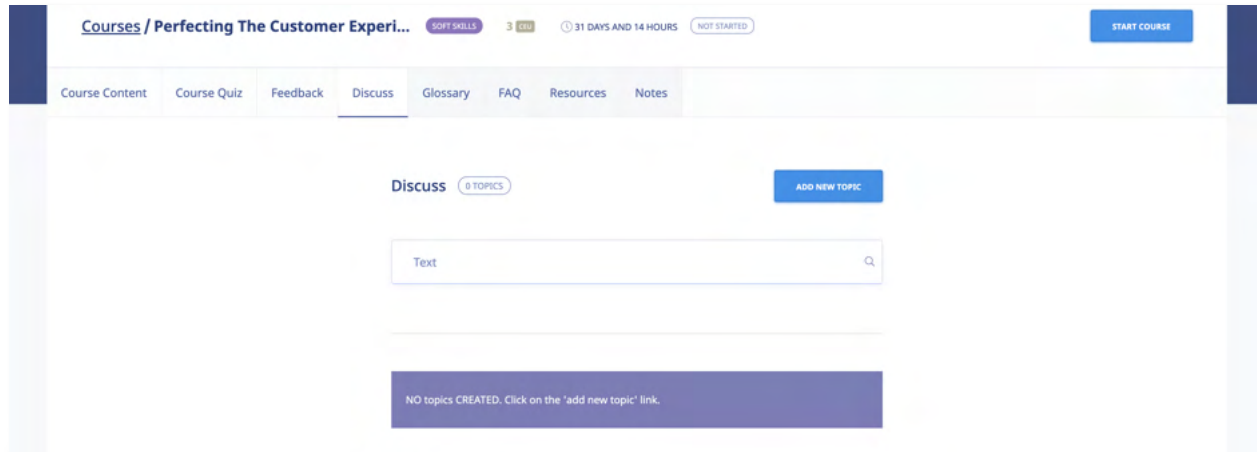 Courses / Perfecting The Customer Experi... SOFT SKILLS 3 CEU 31 DAYS AND 14 HOURS NOT STARTED START COURSE
Course Content Course Quiz Feedback Discuss Glossary FAQ Resources Notes
Discuss 0 TOPICS ADD NEW TOPIC
Text
NO topics CREATED. Click on the 'add new topic' link.